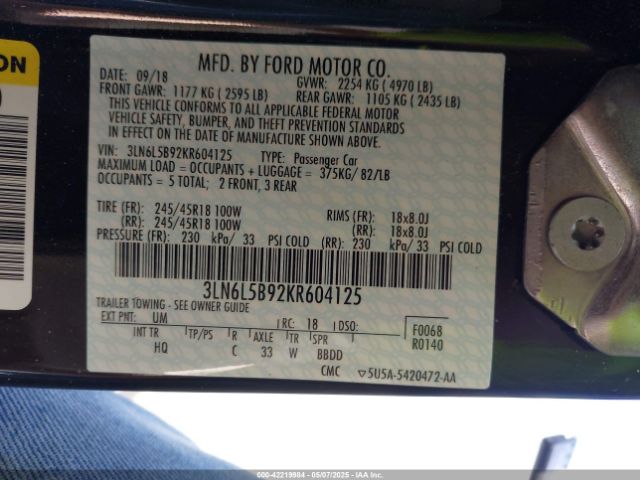 ON
MFD. BY FORD MOTOR CO.
DATE: 09/18 GVWR: 2254 KG ( 4970 LB)
FRONT GAWR: 1177 KG ( 2595 LB) REAR GAWR: 1105 KG ( 2435 LB)
THIS VEHICLE CONFORMS TO ALL APPLICABLE FEDERAL MOTOR
VEHICLE SAFETY, BUMPER, AND THEFT PREVENTION STANDARDS
IN EFFECT ON THE DATE OF MANUFACTURE SHOWN ABOVE.
VIN: 3LN6L5B92KR604125 TYPE: Passenger Car
MAXIMUM LOAD = OCCUPANTS + LUGGAGE = 375KG/ 827LB
OCCUPANTS = 5 TOTAL; 2 FRONT, 3 REAR
TIRE (FR): 245/45R18 100W RIMS (FR): 18x8.0J
(RR): 245/45R18 100W (RR): 18x8.0J
PRESSURE (FR): 230 kPa/ 33 PSI COLD (RR): 230 kPa/ 33 PSI COLD
3LN6L5B92KR604125
TRAILER TOWING - SEE OWNER GUIDE
EXT PNT: UM RC: 18 DSO: F0068
INT TR TP/PS R AXLE TR SPR R0140
HQ C 33 W BBDD
CMC ▽5U5A-5420472-AA
000-42219984 - 05/07/2025 - IAAI.COM